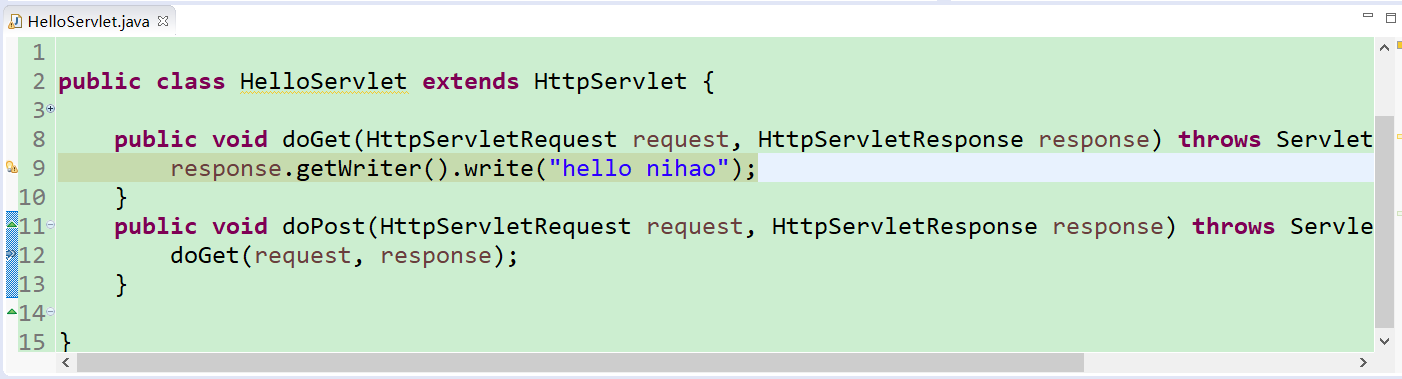 HelloServlet.java
1
2 public class HelloServlet extends HttpServlet {
3
8 public void doGet(HttpServletRequest request, HttpServletResponse response) throws Servlet
9 response.getWriter().write("hello nihao");
10 }
11 public void doPost(HttpServletRequest request, HttpServletResponse response) throws Servle
12 doGet(request, response);
13 }
14
15 }